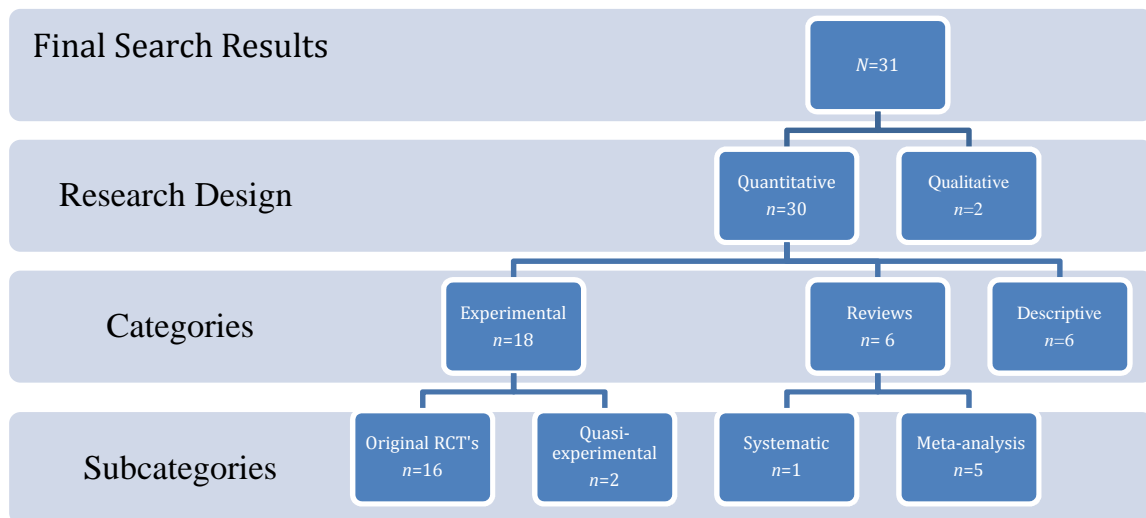 Final Search Results
N=31
Research Design
Quantitative
n=30
Qualitative
n=2
Categories
Experimental
n=18
Reviews
n= 6
Descriptive
n=6
Subcategories
Original RCT's
n=16
Quasi-
experimental
n=2
Systematic
n=1
Meta-analysis
n=5